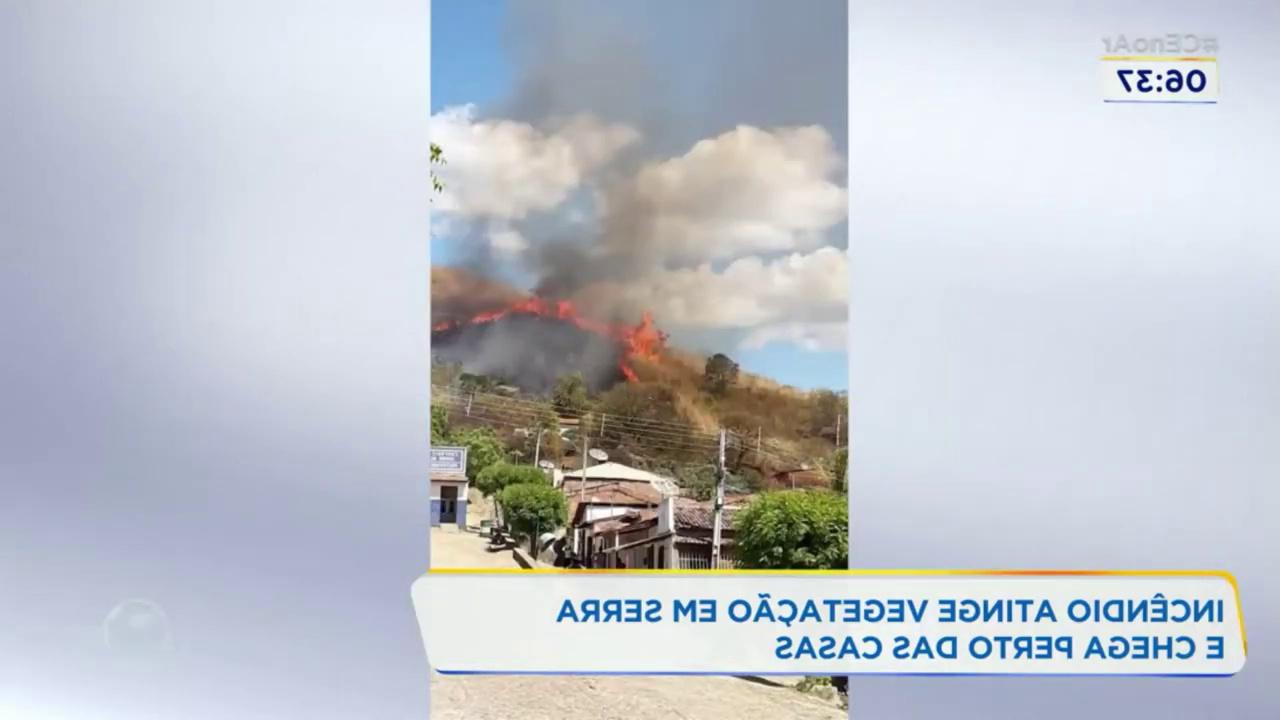 #CEnoAr
06:37
INCÊNDIO ATINGE VEGETAÇÃO EM SERRA
E CHEGA PERTO DAS CASAS